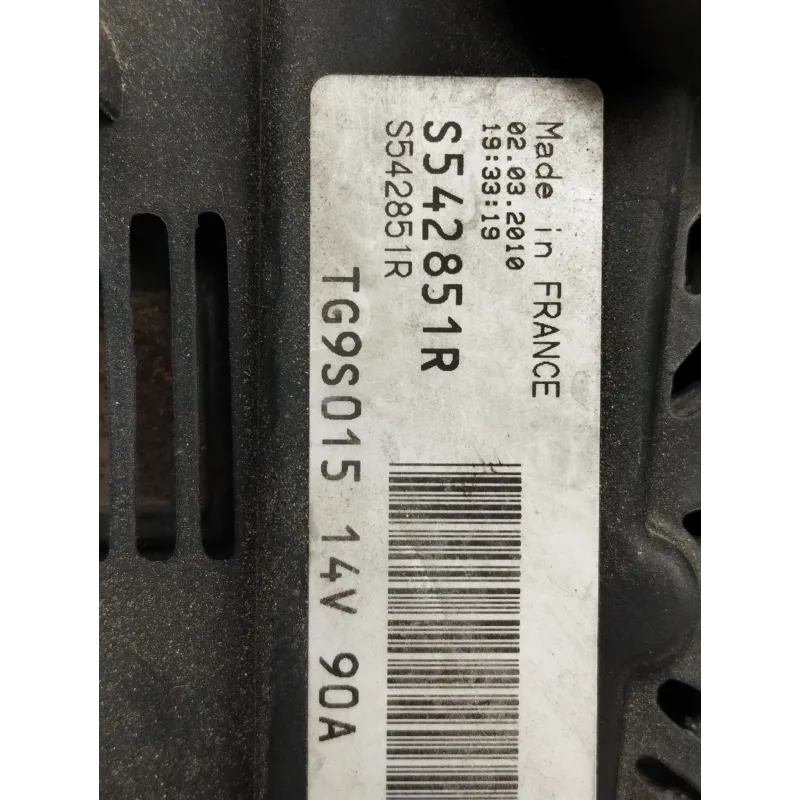 Made in FRANCE
02.03.2010
19:33:19
S542851R
S542851R
TG9S015 14V 90A